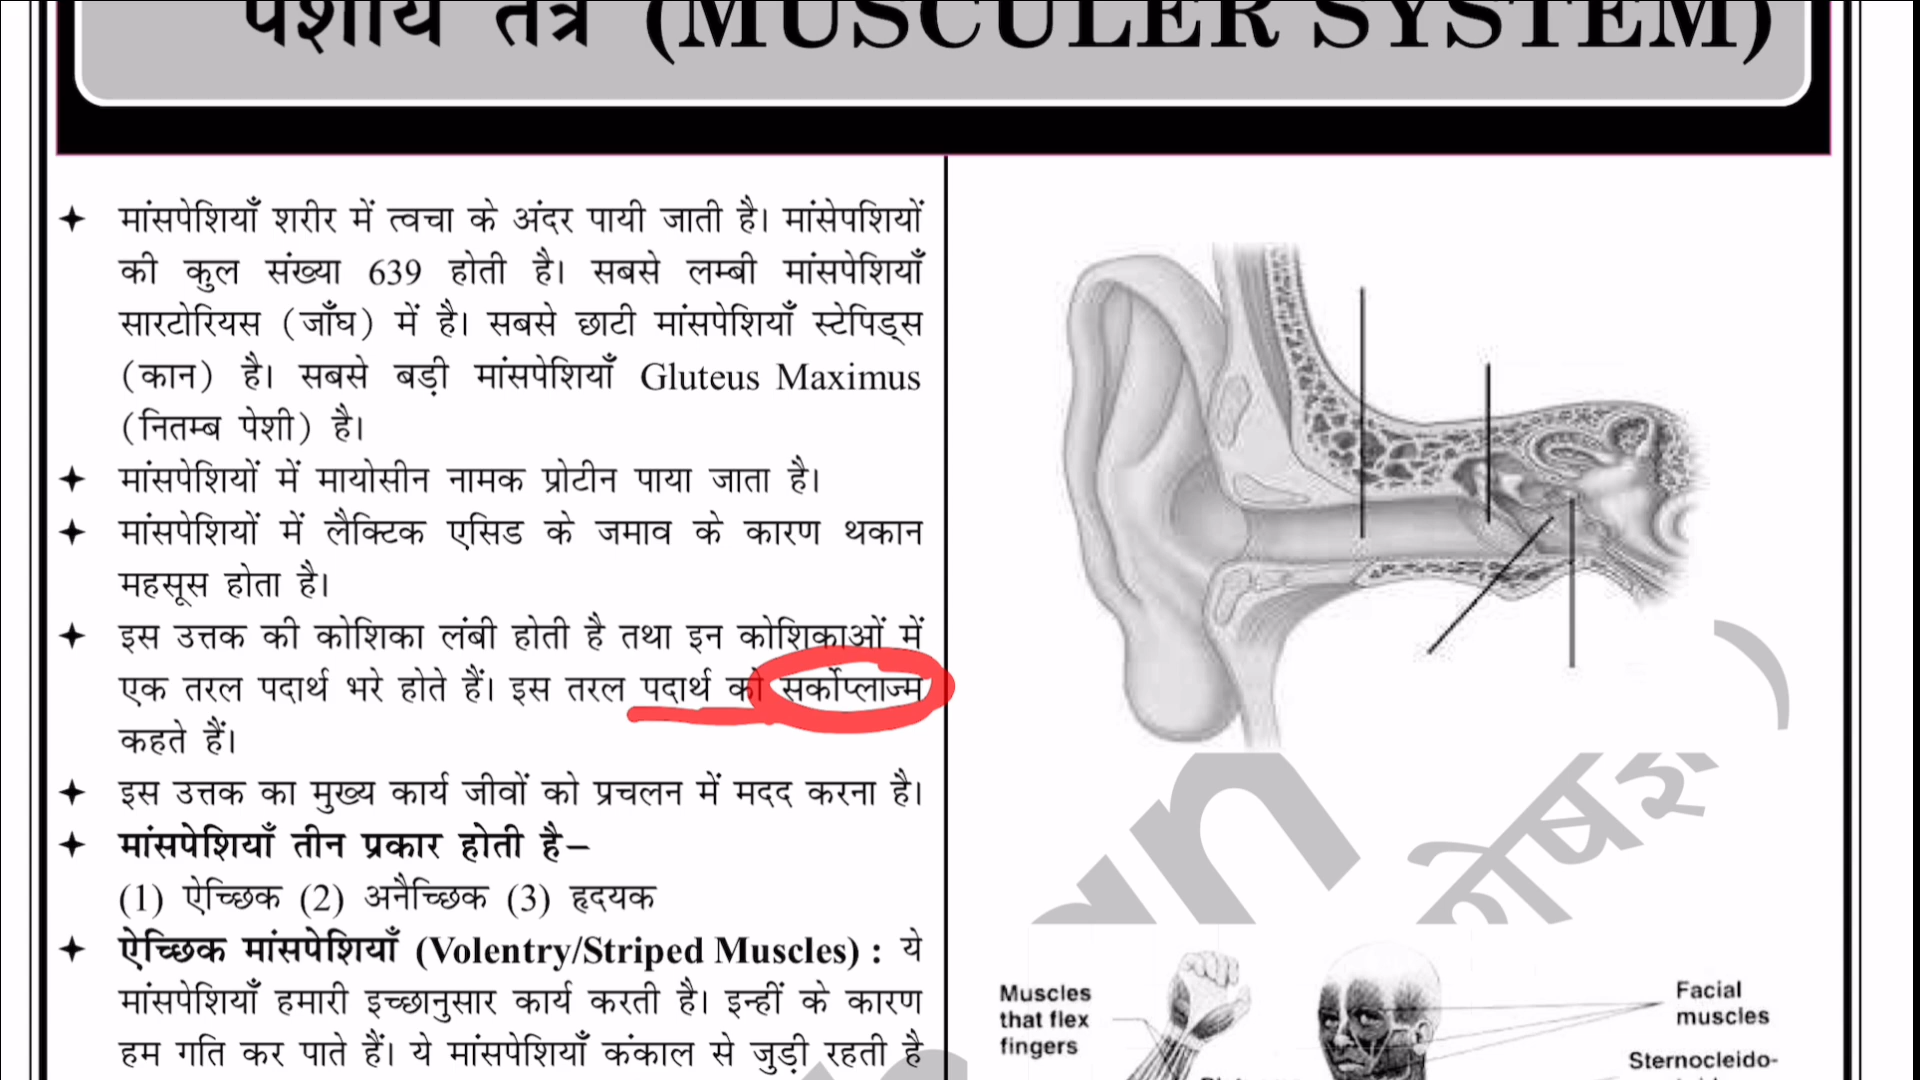 पेशीय तंत्र (MUSCULER SYSTEM)
मांसपेशियाँ शरीर में त्वचा के अंदर पायी जाती है। मांसेपशियों
की कुल संख्या 639 होती है। सबसे लम्बी मांसपेशियाँ
सारटोरियस (जाँघ) में है। सबसे छाटी मांसपेशियाँ स्टेपिड्स
(कान) है। सबसे बड़ी मांसपेशियाँ Gluteus Maximus
(नितम्ब पेशी) है।
मांसपेशियों में मायोसीन नामक प्रोटीन पाया जाता है।
मांसपेशियों में लैक्टिक एसिड के जमाव के कारण थकान
महसूस होता है।
इस उत्तक की कोशिका लंबी होती है तथा इन कोशिकाओं में
एक तरल पदार्थ भरे होते हैं। इस तरल पदार्थ को सर्कोप्लाज्म
कहते हैं।
इस उत्तक का मुख्य कार्य जीवों को प्रचलन में मदद करना है।
मांसपेशियाँ तीन प्रकार होती है–
(1) ऐच्छिक (2) अनैच्छिक (3) हृदयक
ऐच्छिक मांसपेशियाँ (Volentry/Striped Muscles) : ये
मांसपेशियाँ हमारी इच्छानुसार कार्य करती है। इन्हीं के कारण
हम गति कर पाते हैं। ये मांसपेशियाँ कंकाल से जुड़ी रहती है
Muscles
that flex
fingers
Facial
muscles
Sternocleido-